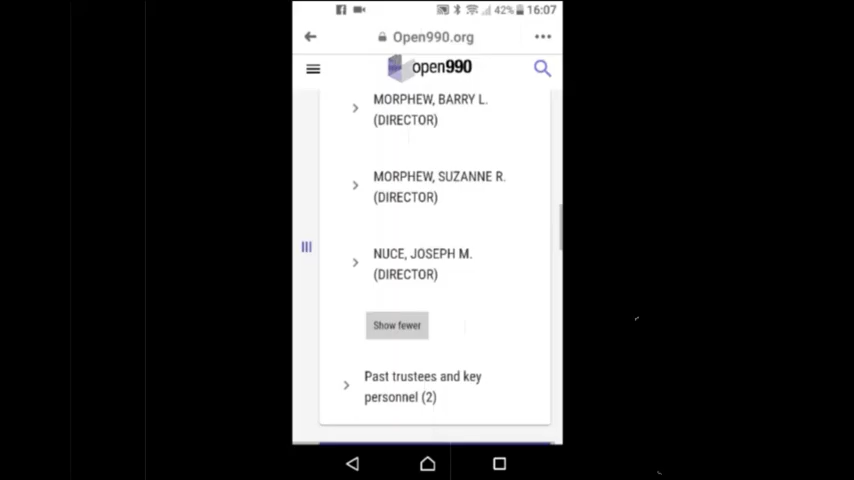 42% 16:07
Open990.org
open990
MORPHEW, BARRY L.
(DIRECTOR)
MORPHEW, SUZANNE R.
(DIRECTOR)
NUCE, JOSEPH M.
(DIRECTOR)
Show fewer
Past trustees and key
personnel (2)